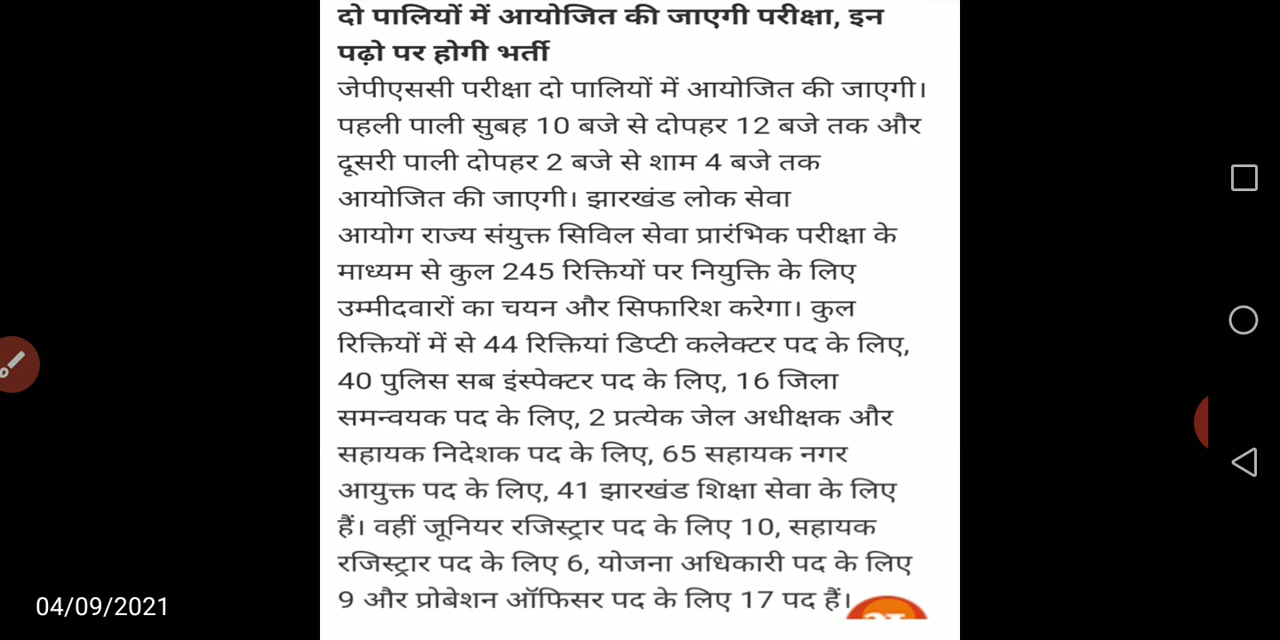 दो पालियों में आयोजित की जाएगी परीक्षा, इन
पढ़ो पर होगी भर्ती
जेपीएससी परीक्षा दो पालियों में आयोजित की जाएगी।
पहली पाली सुबह 10 बजे से दोपहर 12 बजे तक और
दूसरी पाली दोपहर 2 बजे से शाम 4 बजे तक
आयोजित की जाएगी। झारखंड लोक सेवा
आयोग राज्य संयुक्त सिविल सेवा प्रारंभिक परीक्षा के
माध्यम से कुल 245 रिक्तियों पर नियुक्ति के लिए
उम्मीदवारों का चयन और सिफारिश करेगा। कुल
रिक्तियों में से 44 रिक्तियां डिप्टी कलेक्टर पद के लिए,
40 पुलिस सब इंस्पेक्टर पद के लिए, 16 जिला
समन्वयक पद के लिए, 2 प्रत्येक जेल अधीक्षक और
सहायक निदेशक पद के लिए, 65 सहायक नगर
आयुक्त पद के लिए, 41 झारखंड शिक्षा सेवा के लिए
हैं। वहीं जूनियर रजिस्ट्रार पद के लिए 10, सहायक
रजिस्ट्रार पद के लिए 6, योजना अधिकारी पद के लिए
9 और प्रोबेशन ऑफिसर पद के लिए 17 पद हैं।
04/09/2021